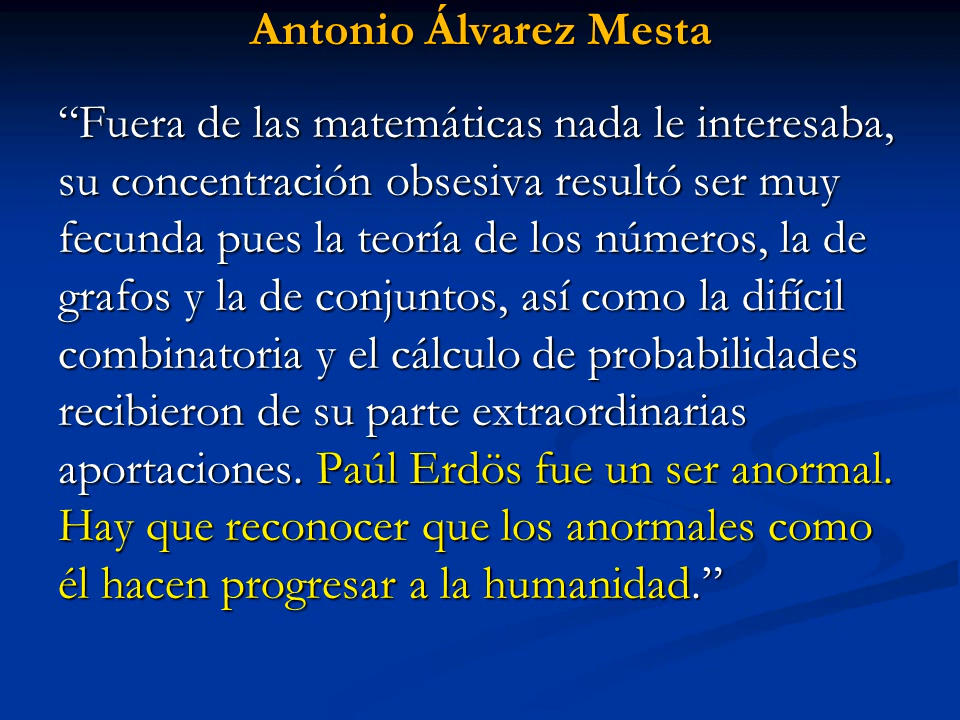 Antonio Álvarez Mesta
“Fuera de las matemáticas nada le interesaba,
su concentración obsesiva resultó ser muy
fecunda pues la teoría de los números, la de
grafos y la de conjuntos, así como la difícil
combinatoria y el cálculo de probabilidades
recibieron de su parte extraordinarias
aportaciones. Paúl Erdös fue un ser anormal.
Hay que reconocer que los anormales como
él hacen progresar a la humanidad.”